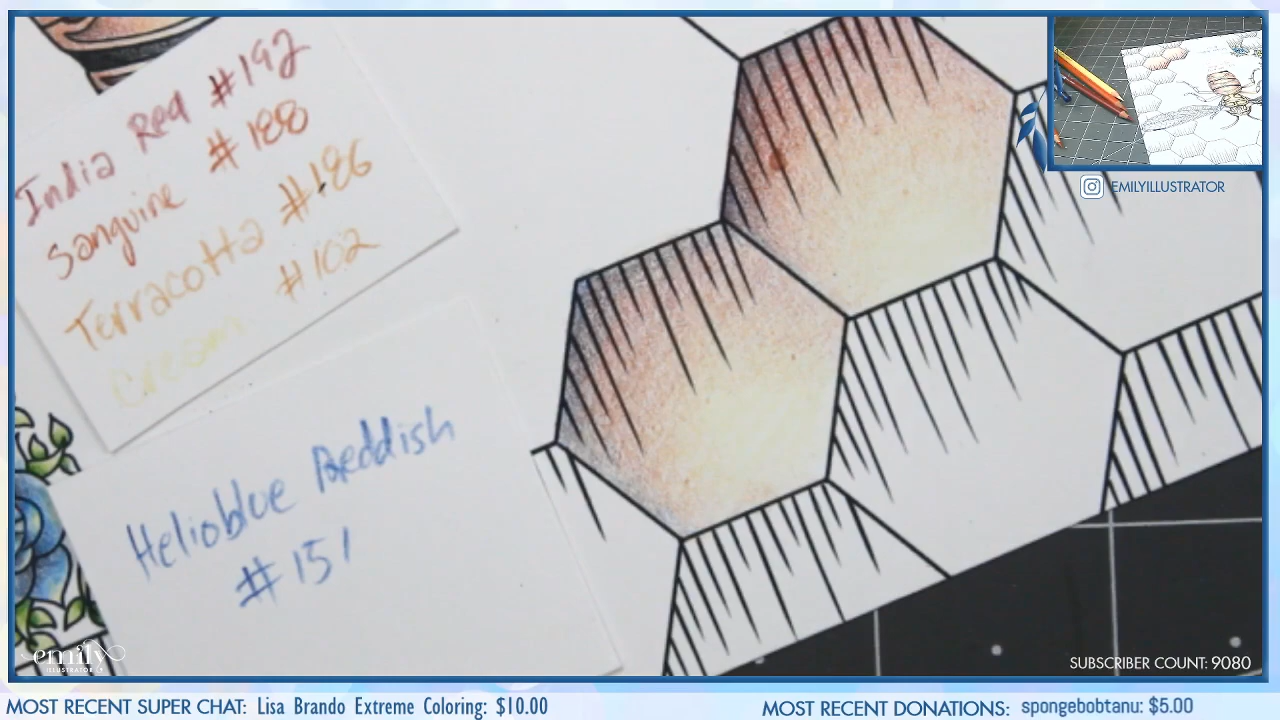 India Red #192
Sanguine #188
Terracotta #186
Cream #102
Helioblue Reddish
#151
EMILYILLUSTRATOR
emily
SUBSCRIBER COUNT: 9080
MOST RECENT SUPER CHAT: Lisa Brando Extreme Coloring: $10.00
MOST RECENT DONATIONS: spongebobtanu: $5.00